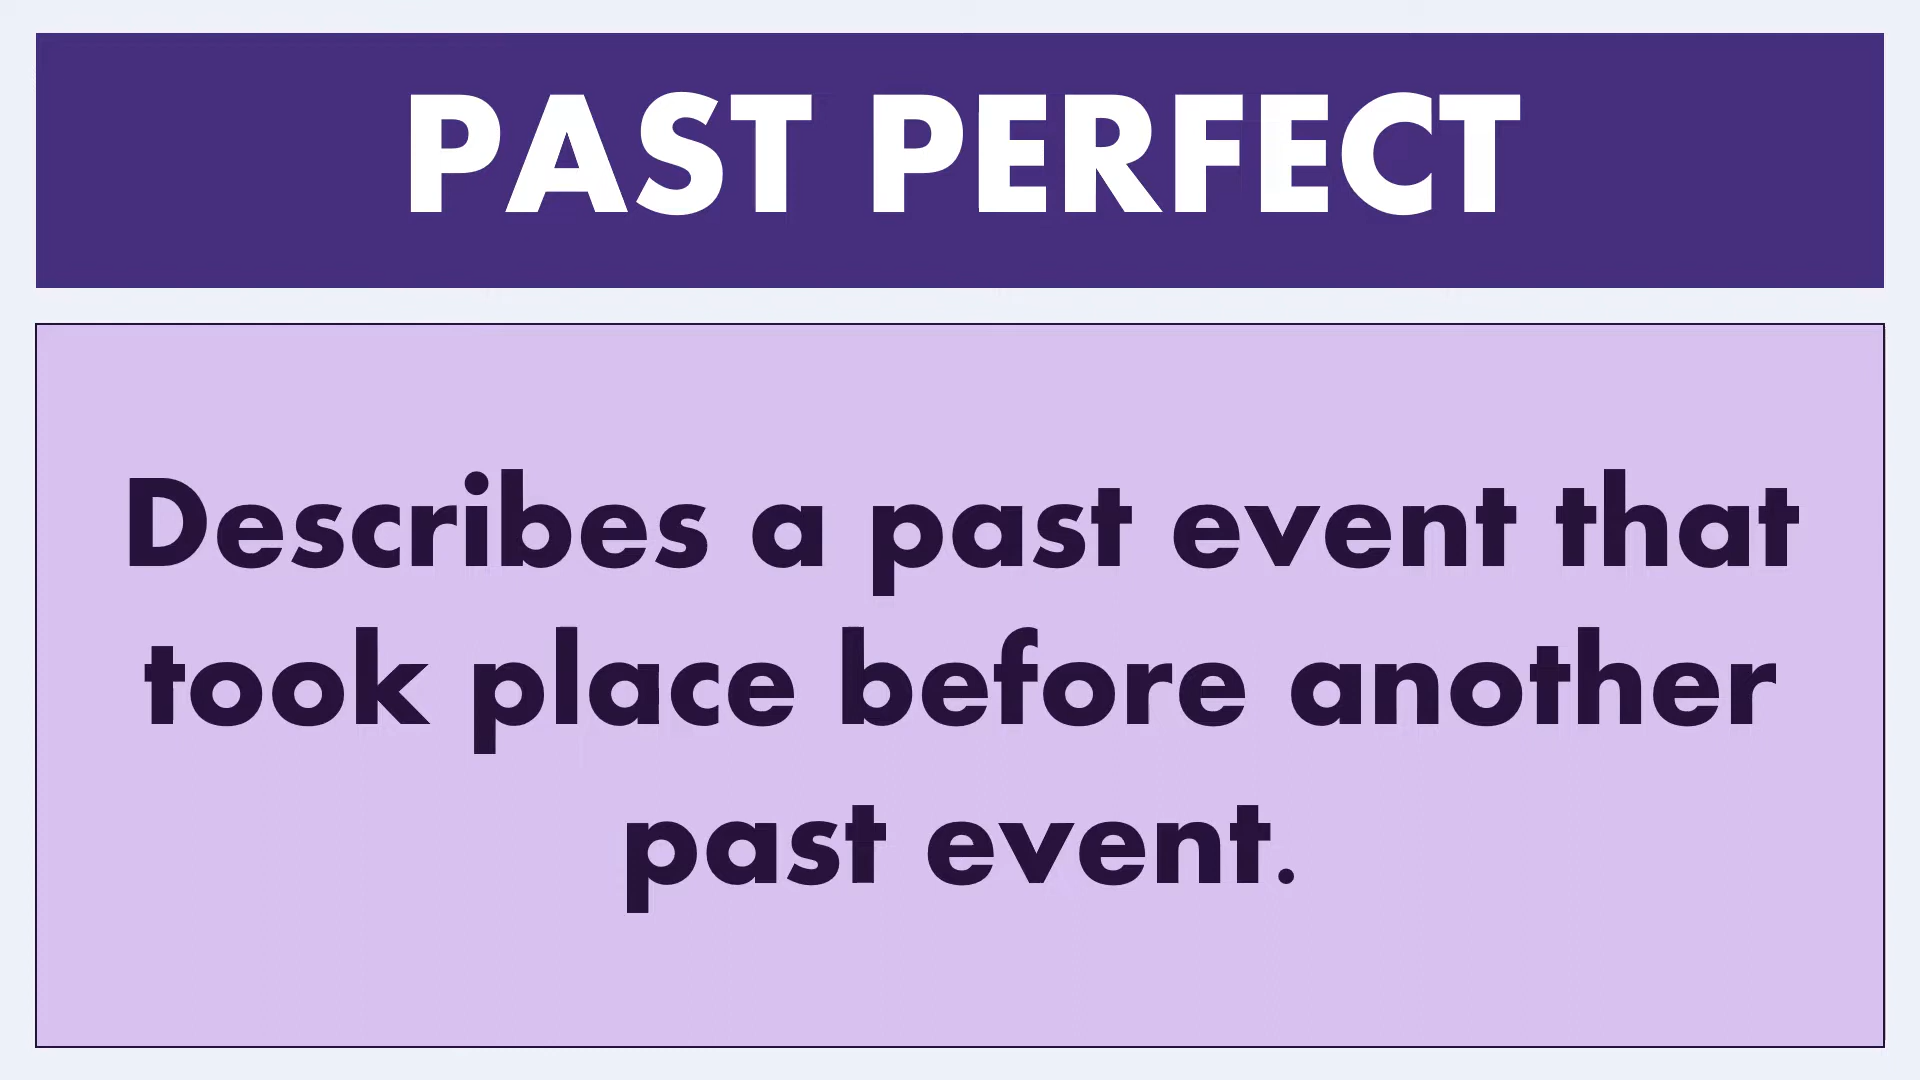 PAST PERFECT
Describes a past event that
took place before another
past event.